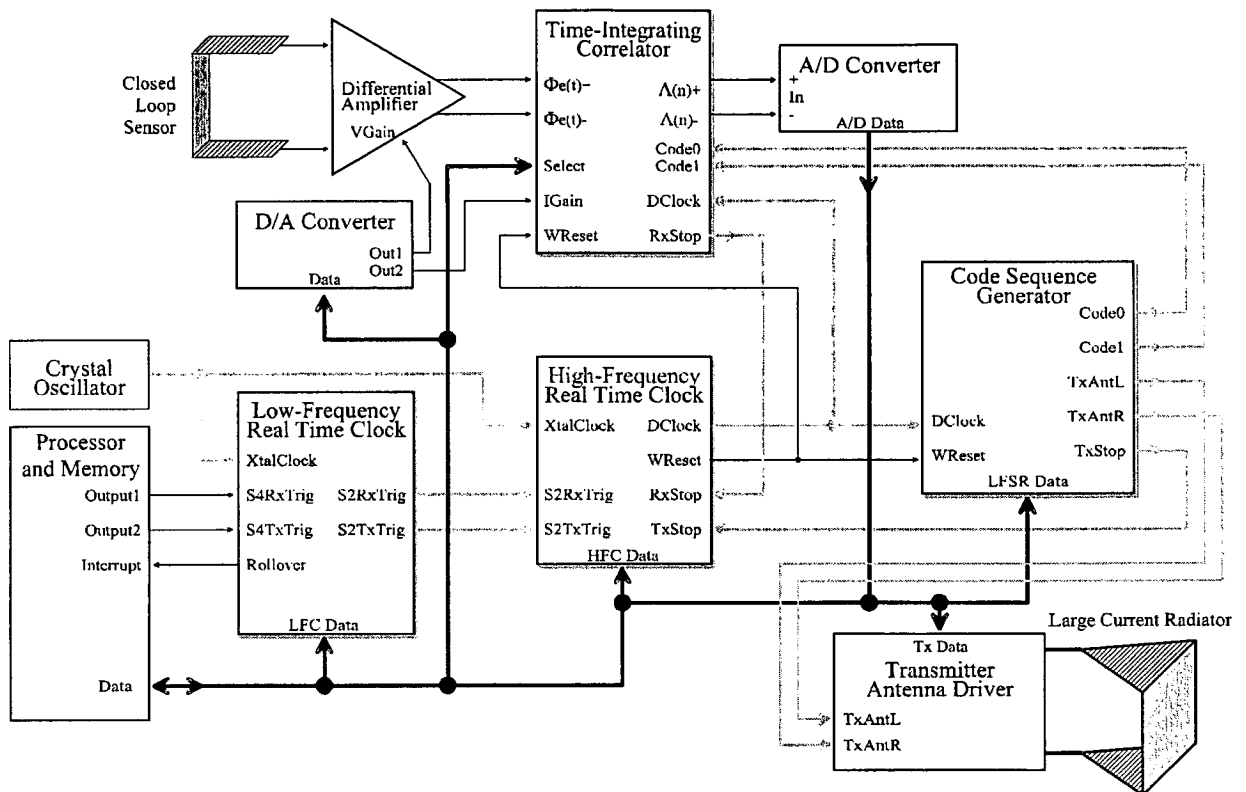 Closed
Loop
Sensor
Differential
Amplifier
VGain
Time-Integrating
Correlator
Φe(t)-
Φe(t)-
Select
IGain
WReset
Λ(n)+
Λ(n)-
Code0
Code1
DClock
RxStop
A/D Converter
+
In
-
A/D Data
D/A Converter
Out1
Out2
Data
Code Sequence
Generator
Code0
Code1
TxAntL
TxAntR
TxStop
DClock
WReset
LFSR Data
Crystal
Oscillator
Low-Frequency
Real Time Clock
XtalClock
S4RxTrig
S2RxTrig
S4TxTrig
S2TxTrig
Rollover
LFC Data
High-Frequency
Real Time Clock
XtalClock
DClock
WReset
S2RxTrig
RxStop
S2TxTrig
TxStop
HFC Data
Processor
and Memory
Output1
Output2
Interrupt
Data
Large Current Radiator
Tx Data
Transmitter
Antenna Driver
TxAntL
TxAntR